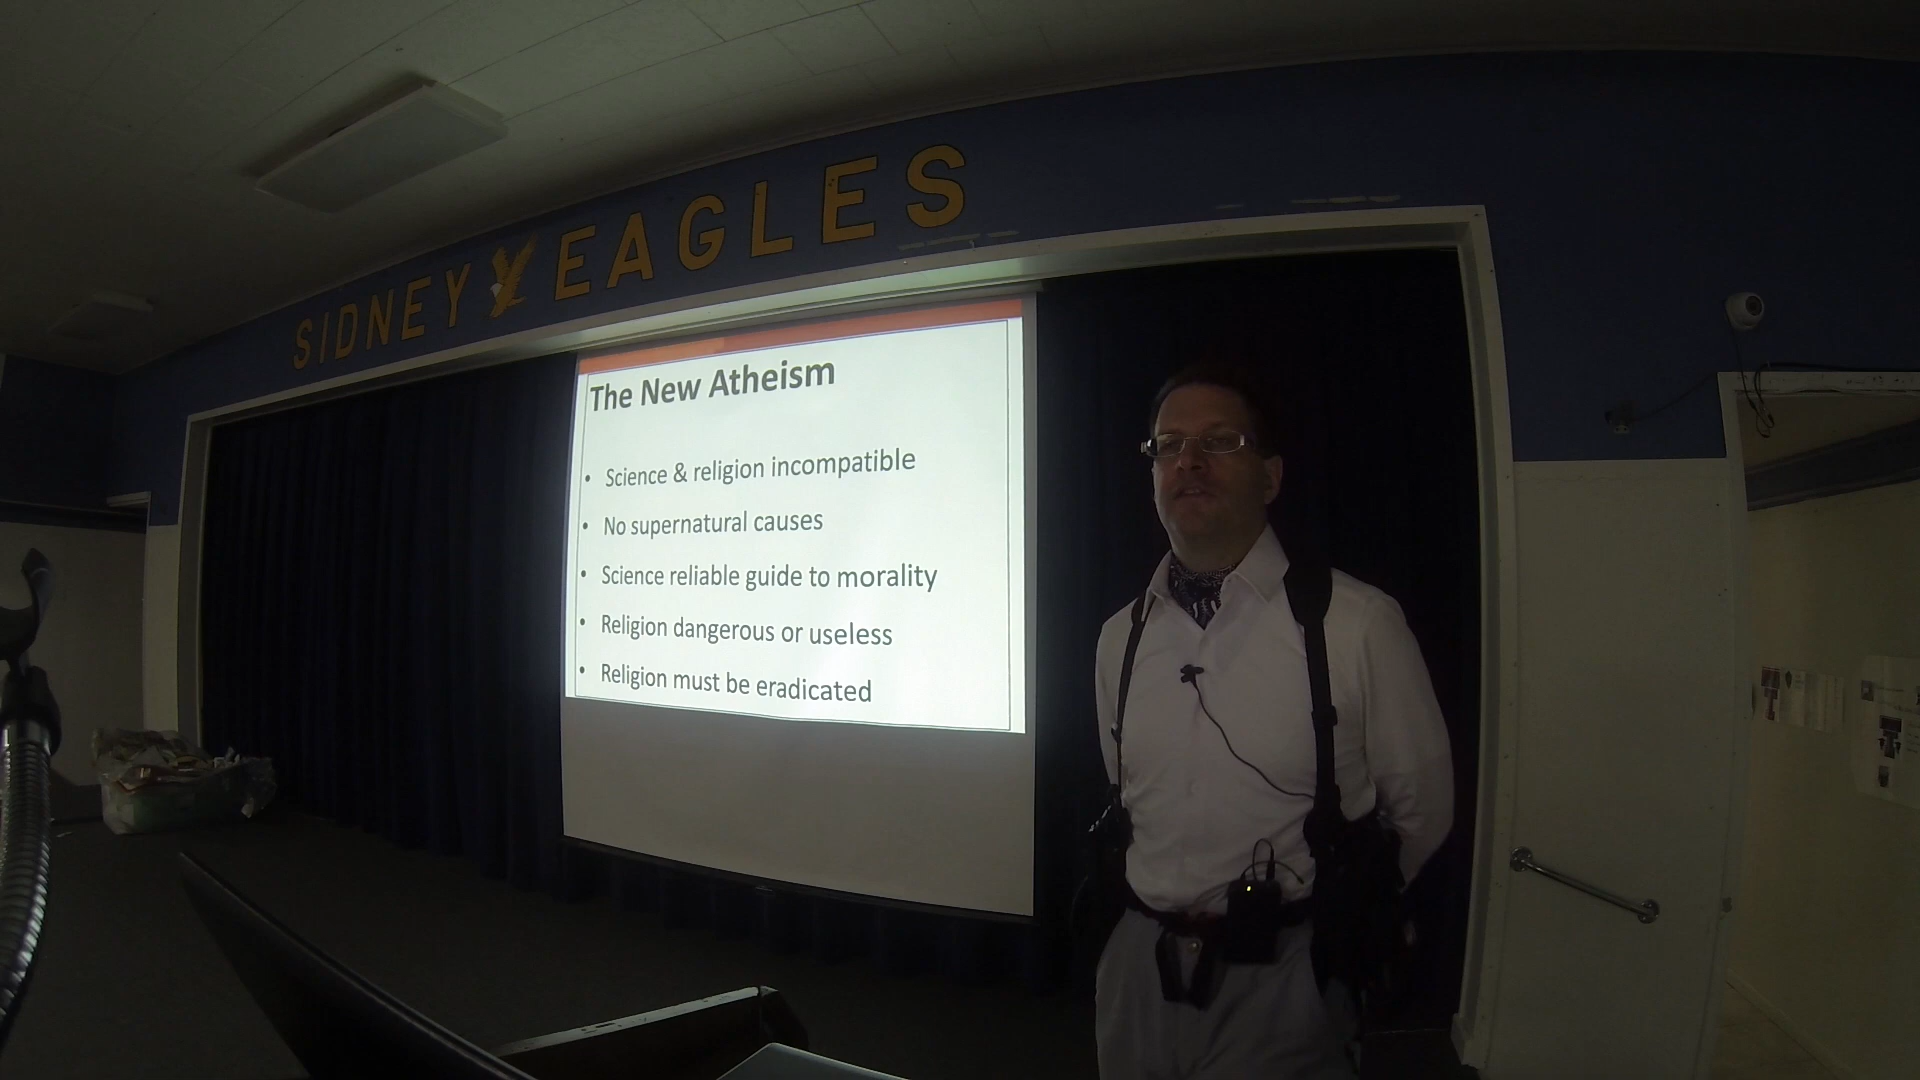 SIDNEY EAGLES
The New Atheism
• Science & religion incompatible
• No supernatural causes
• Science reliable guide to morality
• Religion dangerous or useless
• Religion must be eradicated